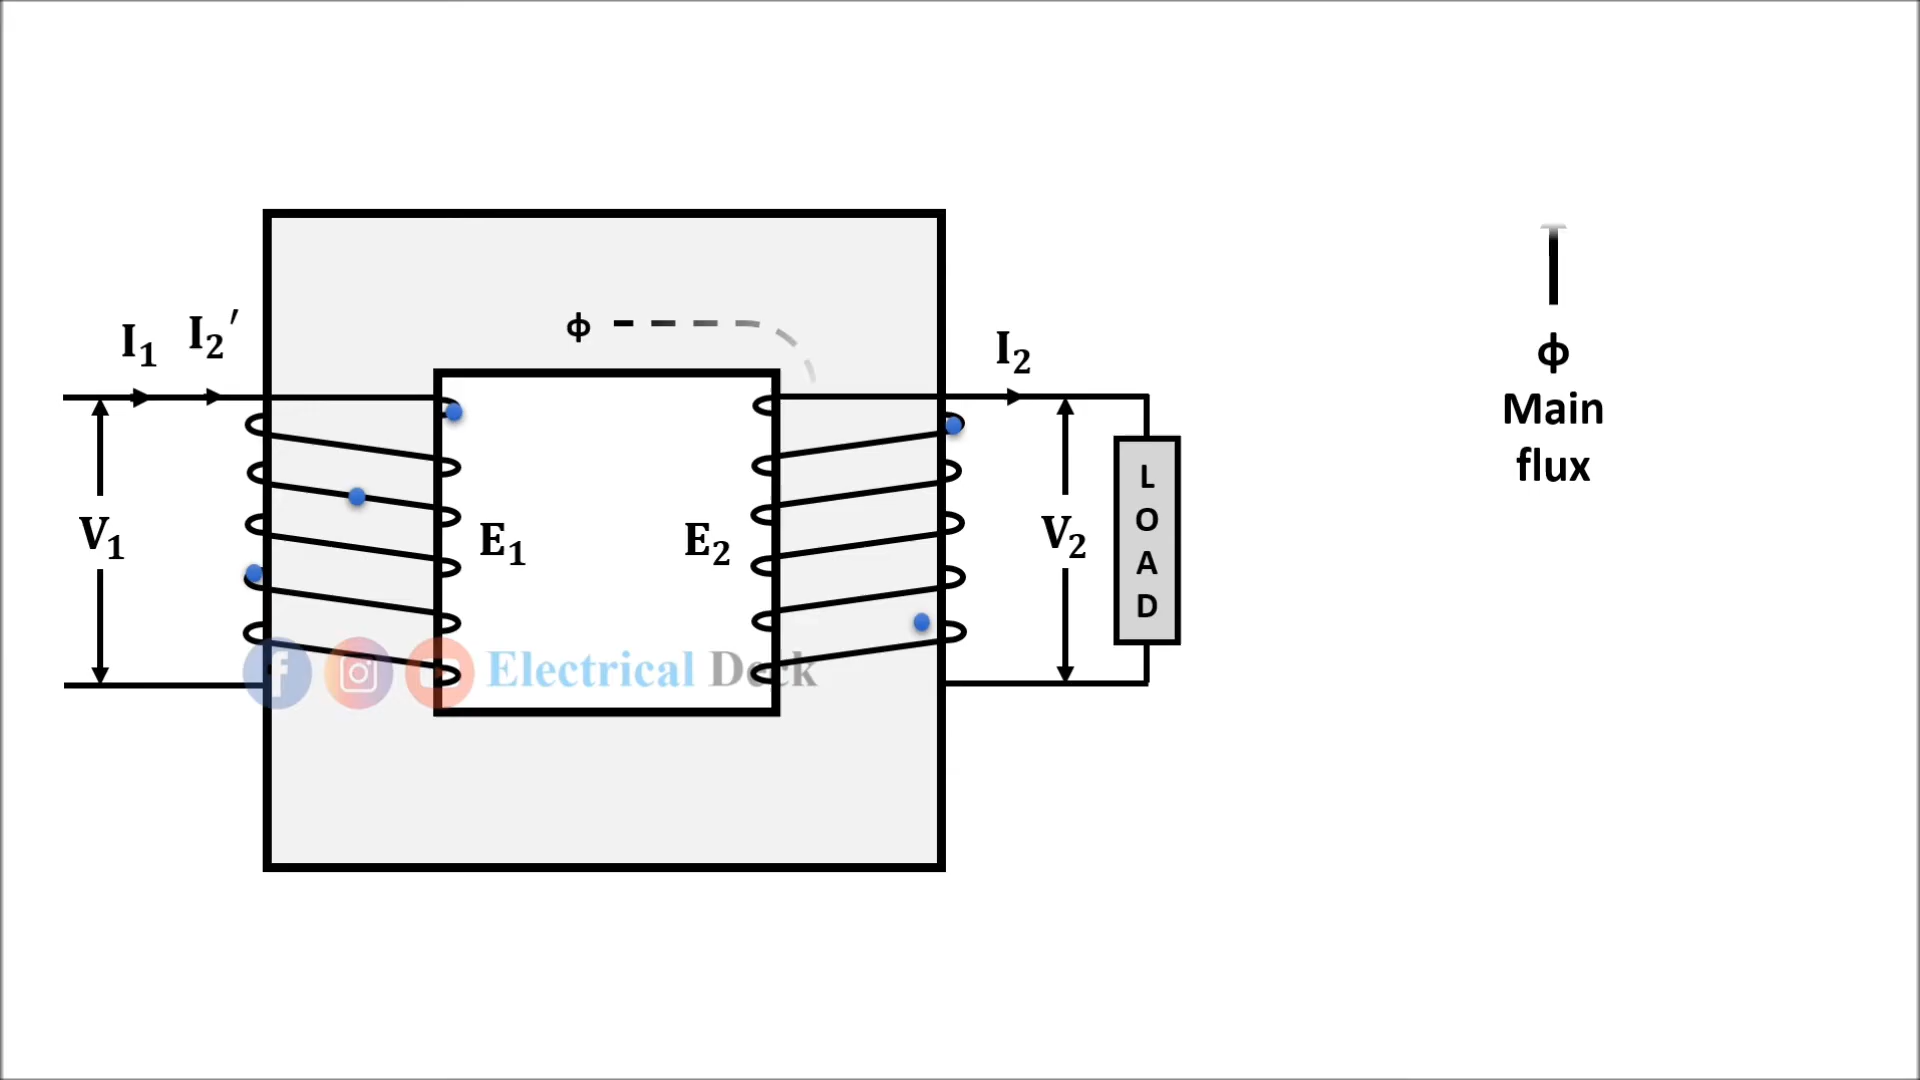 I₁ I₂′
ϕ
I₂
V₁
E₁
E₂
V₂
L
O
A
D
Electrical Deck
ϕ
Main
flux